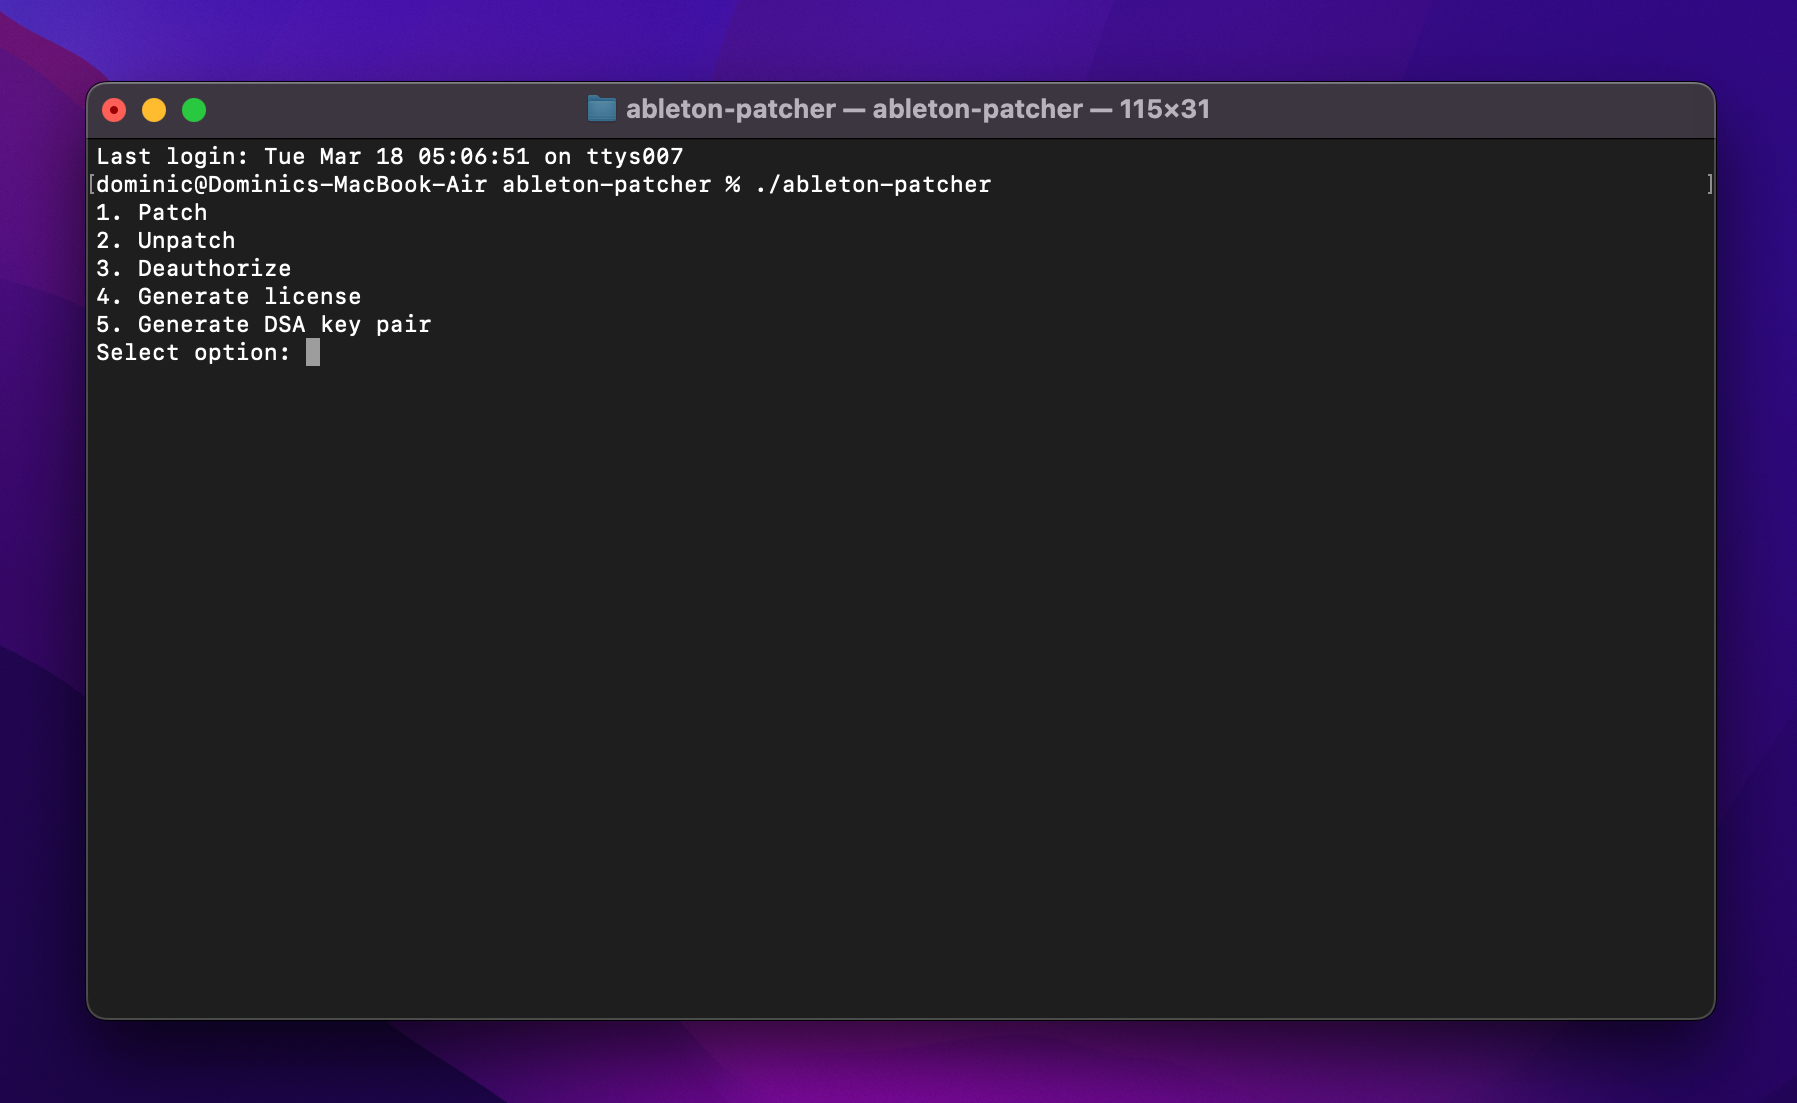 ableton-patcher — ableton-patcher — 115×31
Last login: Tue Mar 18 05:06:51 on ttys007
[dominic@Dominics-MacBook-Air ableton-patcher % ./ableton-patcher ]
1. Patch
2. Unpatch
3. Deauthorize
4. Generate license
5. Generate DSA key pair
Select option: